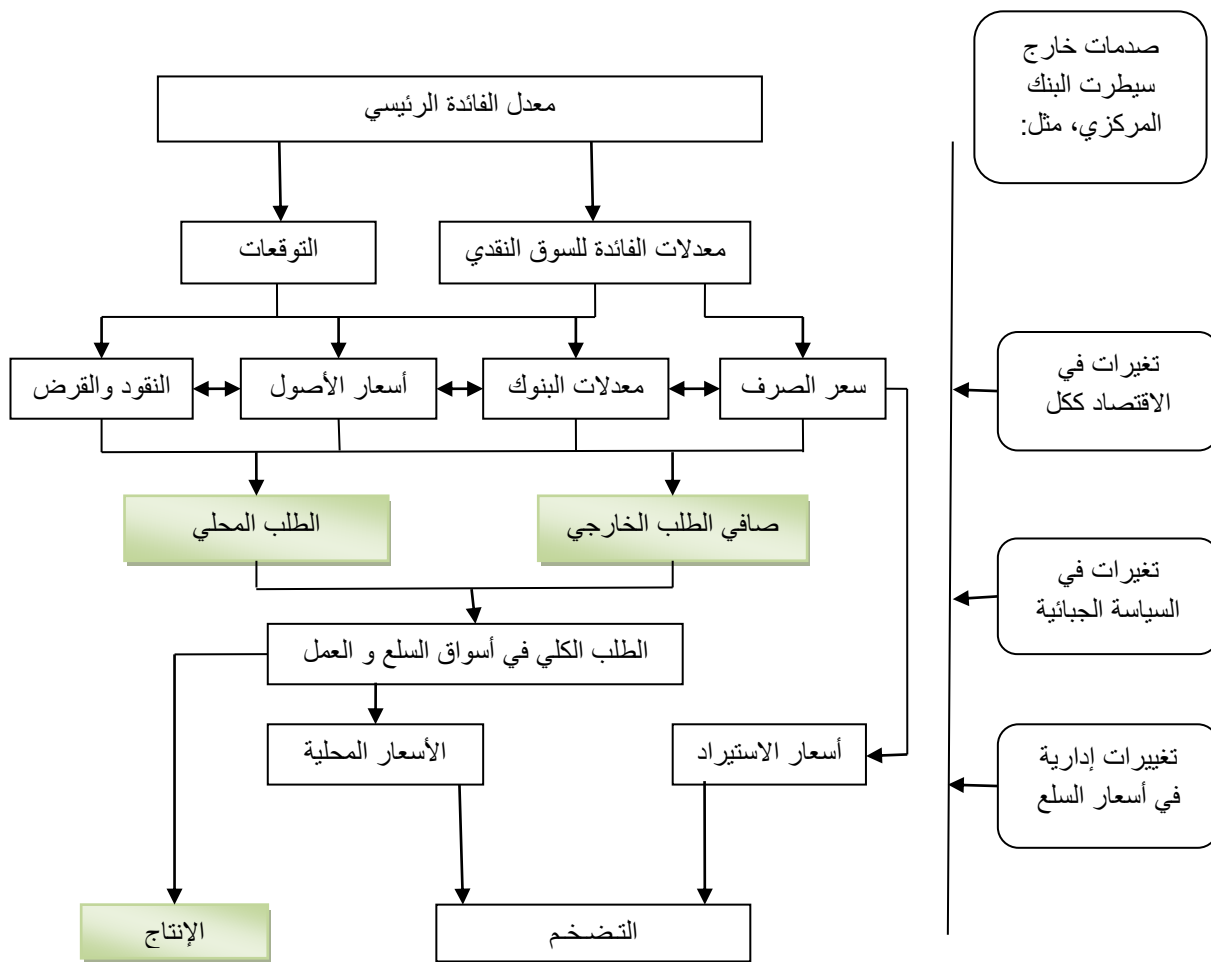 صدمات خارج
سيطرت البنك
المركزي، مثل:
معدل الفائدة الرئيسي
معدلات الفائدة للسوق النقدي
التوقعات
تغيرات في
الاقتصاد ككل
سعر الصرف
معدلات البنوك
أسعار الأصول
النقود والقرض
صافي الطلب الخارجي
الطلب المحلي
تغيرات في
السياسة الجبائية
الطلب الكلي في أسواق السلع و العمل
تغييرات إدارية
في أسعار السلع
أسعار الاستيراد
الأسعار المحلية
التضخم
الإنتاج